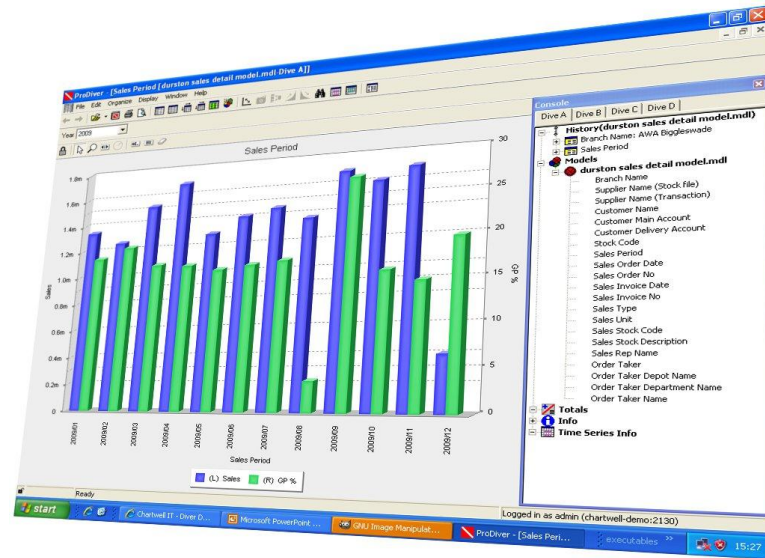 ProDiver - [Sales Period [durston sales detail model.mdl-Dive A]]
File Edit Organize Display Window Help
Year 2009
Sales Period
1.8m
1.6m
1.4m
1.2m
1.0m
0.8m
0.6m
0.4m
0.2m
0
Sales
30
25
20
15
10
5
0
GP %
2009/01
2009/02
2009/03
2009/04
2009/05
2009/06
2009/07
2009/08
2009/09
2009/10
2009/11
2009/12
Sales Period
(L) Sales (R) GP %
Ready
Console
Dive A Dive B Dive C Dive D
History(durston sales detail model.mdl)
Branch Name: AWA Biggleswade
Sales Period
Models
durston sales detail model.mdl
Branch Name
Supplier Name (Stock file)
Supplier Name (Transaction)
Customer Name
Customer Main Account
Customer Delivery Account
Stock Code
Sales Period
Sales Order Date
Sales Order No
Sales Invoice Date
Sales Invoice No
Sales Type
Sales Unit
Sales Stock Code
Sales Stock Description
Sales Rep Name
Order Taker
Order Taker Depot Name
Order Taker Department Name
Order Taker Name
Totals
Info
Time Series Info
Logged in as admin (chartwell-demo:2130)
start
Chartwell IT - Diver D...
Microsoft PowerPoint ...
GNU Image Manipulat...
ProDiver - [Sales Peri...
executables »
15:27